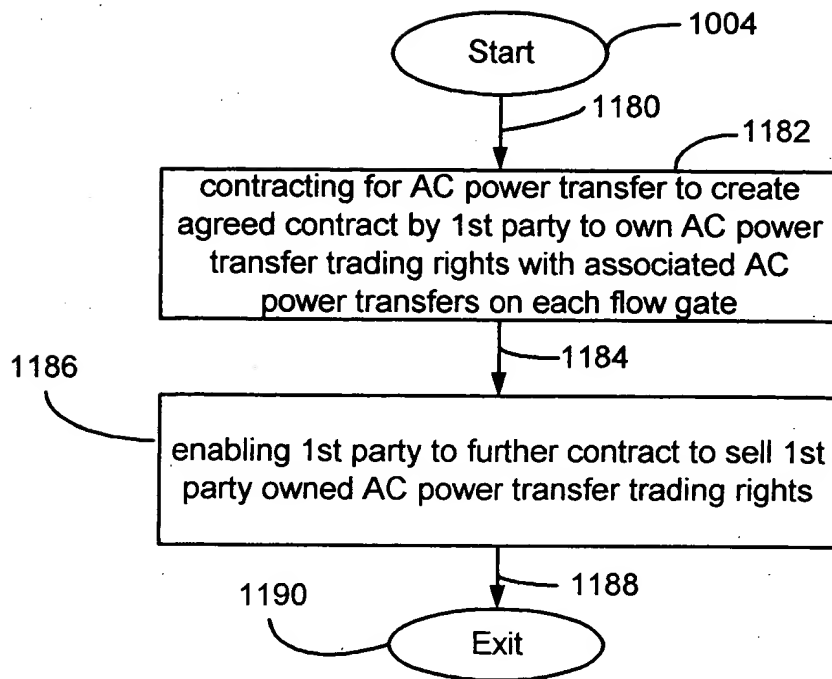 Start
1004
1180
1182
contracting for AC power transfer to create
agreed contract by 1st party to own AC power
transfer trading rights with associated AC
power transfers on each flow gate
1184
1186
enabling 1st party to further contract to sell 1st
party owned AC power transfer trading rights
1188
1190
Exit